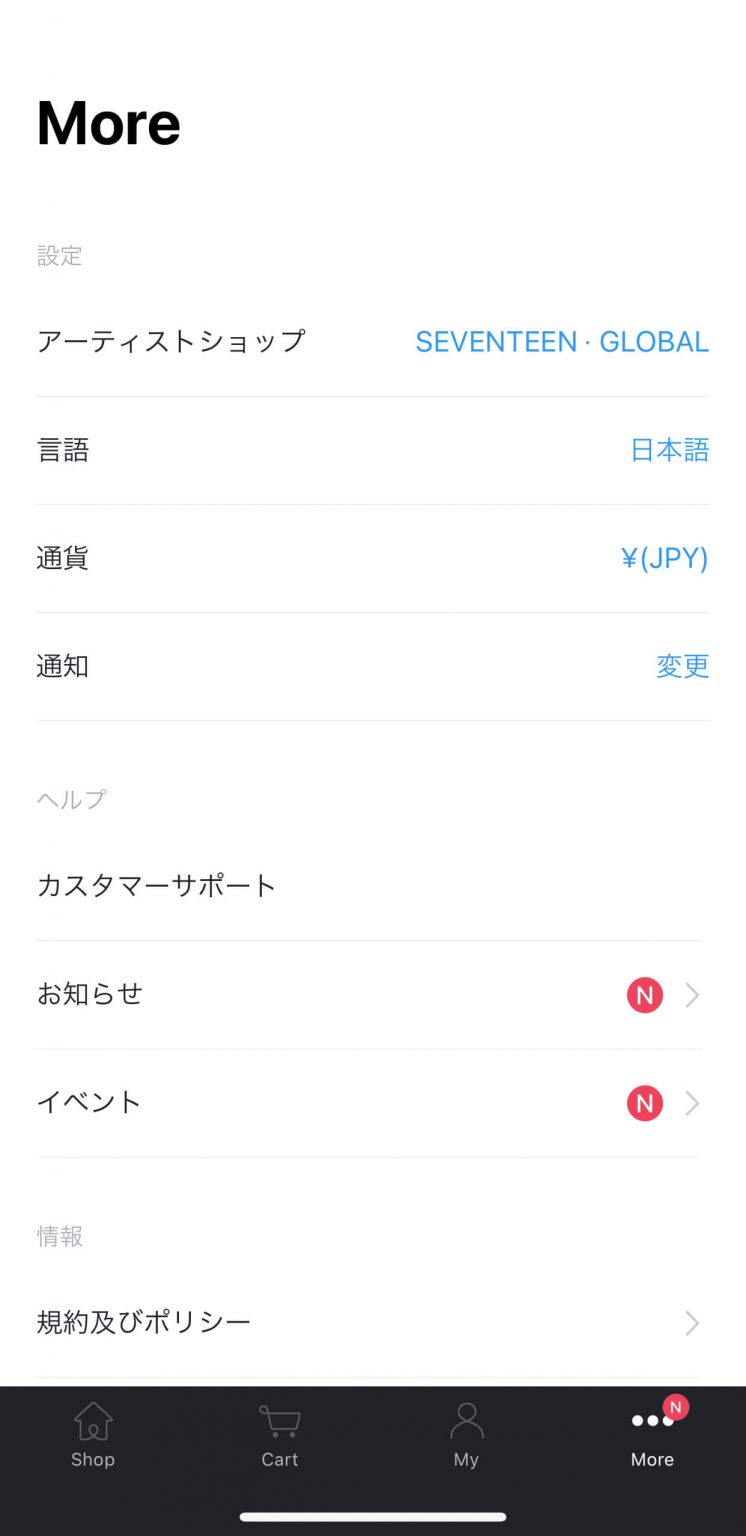 More
設定
アーティストショップ SEVENTEEN · GLOBAL
言語 日本語
通貨 ¥(JPY)
通知 変更
ヘルプ
カスタマーサポート
お知らせ N
イベント N
情報
規約及びポリシー
N
Shop Cart My More